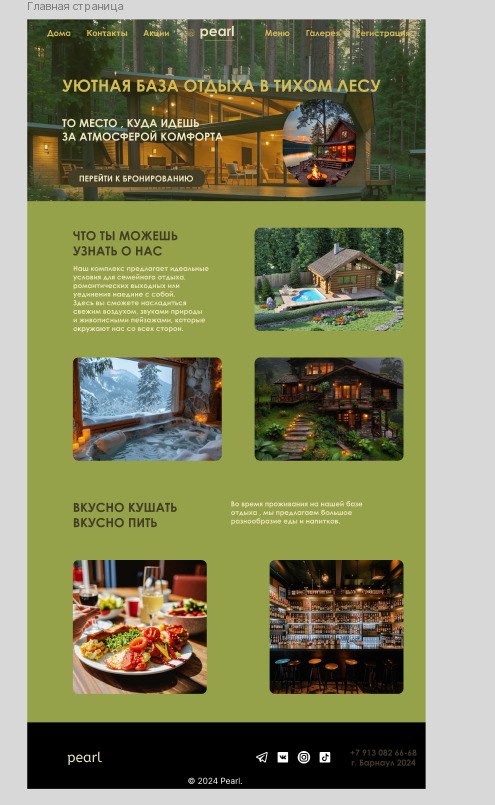 Главная страница
Дома Контакты Акции pearl Меню Галерея Регистрация
УЮТНАЯ БАЗА ОТДЫХА В ТИХОМ ЛЕСУ
ТО МЕСТО , КУДА ИДЕШЬ
ЗА АТМОСФЕРОЙ КОМФОРТА
ПЕРЕЙТИ К БРОНИРОВАНИЮ
ЧТО ТЫ МОЖЕШЬ
УЗНАТЬ О НАС
Наш комплекс предлагает идеальные
условия для семейного отдыха,
романтических выходных или
уединения наедине с собой.
Здесь вы сможете насладиться
свежим воздухом, звуками природы
и живописными пейзажами, которые
окружают нас со всех сторон.
ВКУСНО КУШАТЬ
ВКУСНО ПИТЬ
Во время проживания на нашей базе
отдыха , мы предлагаем большое
разнообразие еды и напитков.
pearl
+7 913 082 66-68
г. Барнаул 2024
© 2024 Pearl.